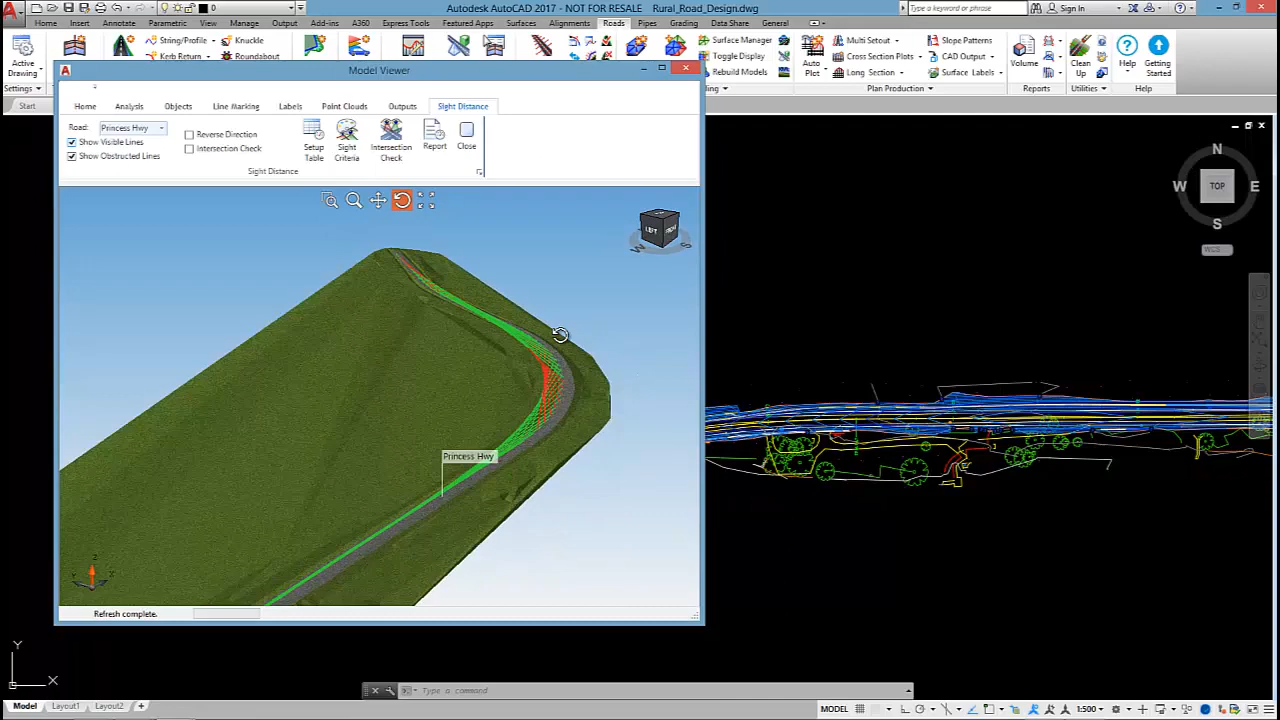 Autodesk AutoCAD 2017 - NOT FOR RESALE Rural_Road_Design.dwg
Type a keyword or phrase
Sign In
Home Insert Annotate Parametric View Manage Output Add-ins A360 Express Tools Featured Apps Surfaces Alignments Roads Pipes Grading Data Share General
String/Profile
Knuckle
Kerb Return
Roundabout
Active
Drawing
Settings
Surface Manager
Toggle Display
Rebuild Models
Auto
Plot
Multi Setout
Cross Section Plots
Long Section
Slope Patterns
CAD Output
Surface Labels
Plan Production
Volume
Reports
Clean
Up
Utilities
Help
Getting
Started
Help
Start
Model Viewer
Home Analysis Objects Line Marking Labels Point Clouds Outputs Sight Distance
Road: Princess Hwy
Show Visible Lines
Show Obstructed Lines
Reverse Direction
Intersection Check
Setup
Table
Sight
Criteria
Intersection
Check
Report
Close
Sight Distance
LEFT
W
S
Princess Hwy
Z
Refresh complete.
N
W TOP E
S
WCS
Y
X
Type a command
Model Layout1 Layout2 +
MODEL
1:500